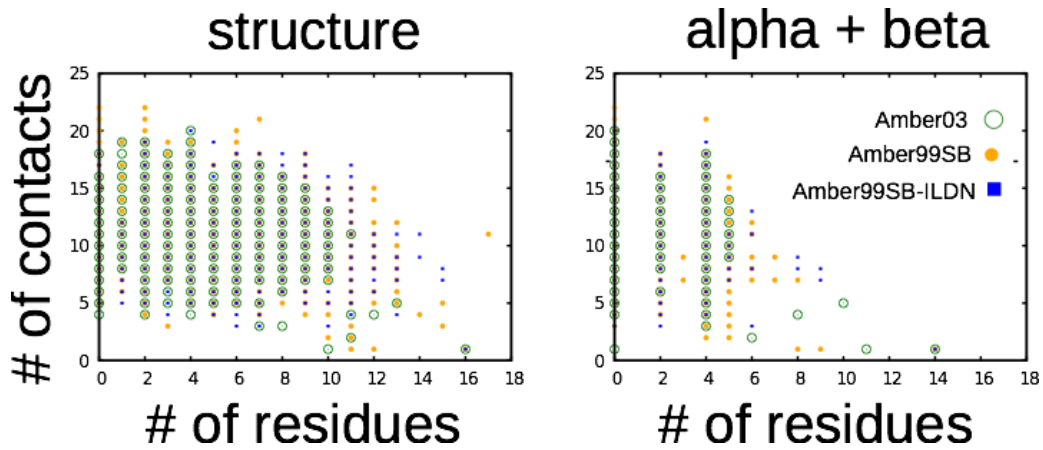 structure
# of contacts
25
20
15
10
5
0
0 2 4 6 8 10 12 14 16 18
# of residues
alpha + beta
25
20
15
10
5
0
0 2 4 6 8 10 12 14 16 18
# of residues
Amber03
Amber99SB
Amber99SB-ILDN